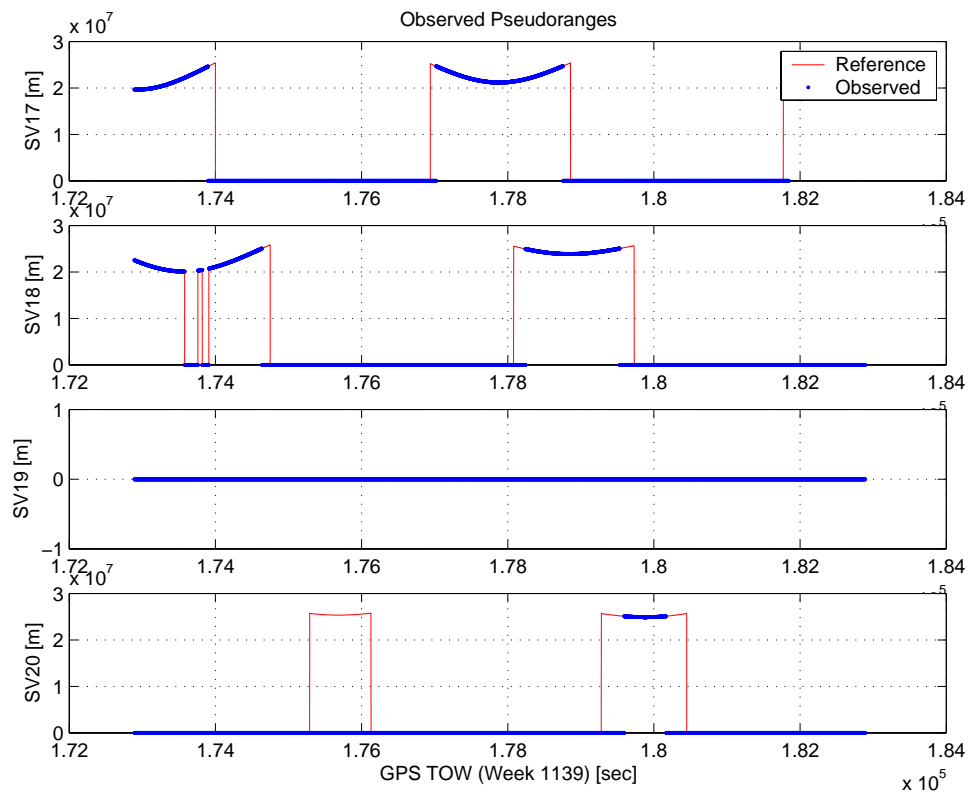 Observed Pseudoranges
x 10^7
3
2
1
0
SV17 [m]
Reference
Observed
1.72 1.74 1.76 1.78 1.8 1.82 1.84
x 10^7
3
2
1
0
SV18 [m]
1.72 1.74 1.76 1.78 1.8 1.82 1.84
1
0
−1
SV19 [m]
1.72 1.74 1.76 1.78 1.8 1.82 1.84
x 10^7
3
2
1
0
SV20 [m]
1.72 1.74 1.76 1.78 1.8 1.82 1.84
GPS TOW (Week 1139) [sec]
x 10^5